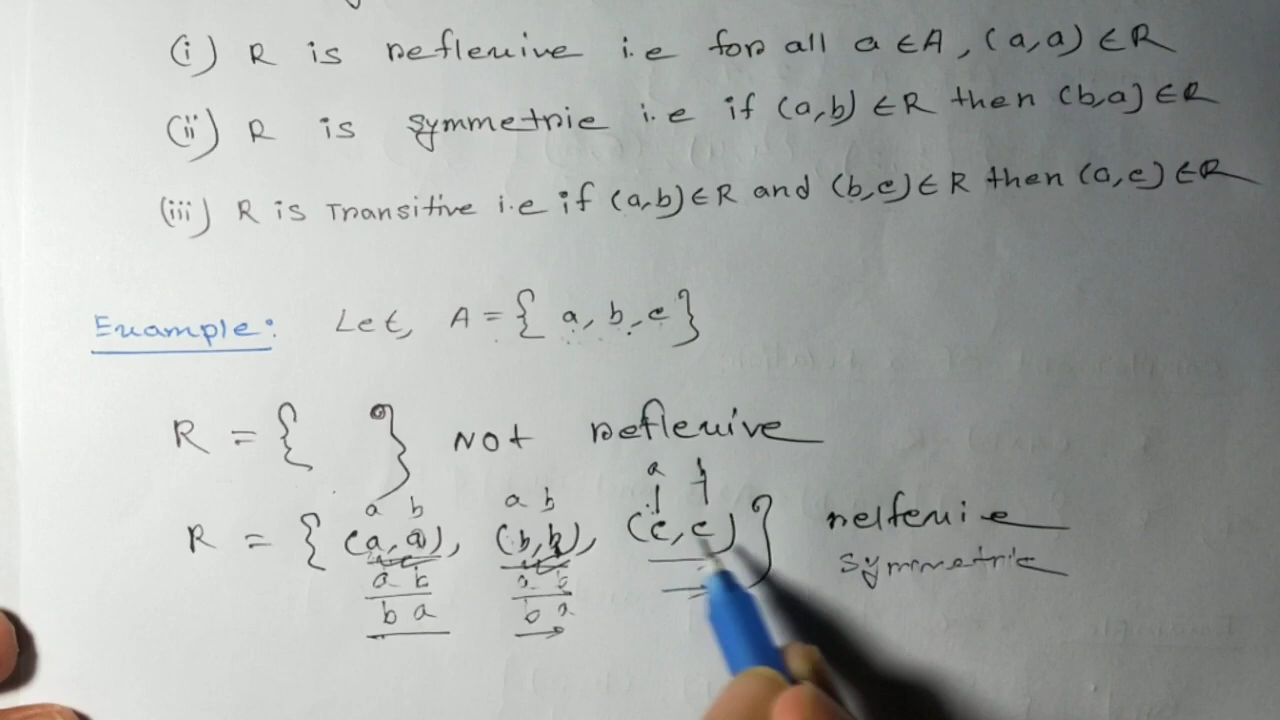 (i) R is reflexive i.e for all a ∈ A, (a,a) ∈ R
(ii) R is symmetric i.e if (a,b) ∈ R then (b,a) ∈ R
(iii) R is Transitive i.e if (a,b) ∈ R and (b,c) ∈ R then (a,c) ∈ R
Example: Let, A = { a, b, c }
R = { } Not reflexive
a b a b a b
R = { (a,a), (b,b), (c,c) } relfexive
symmetric
a b a b
b a b a